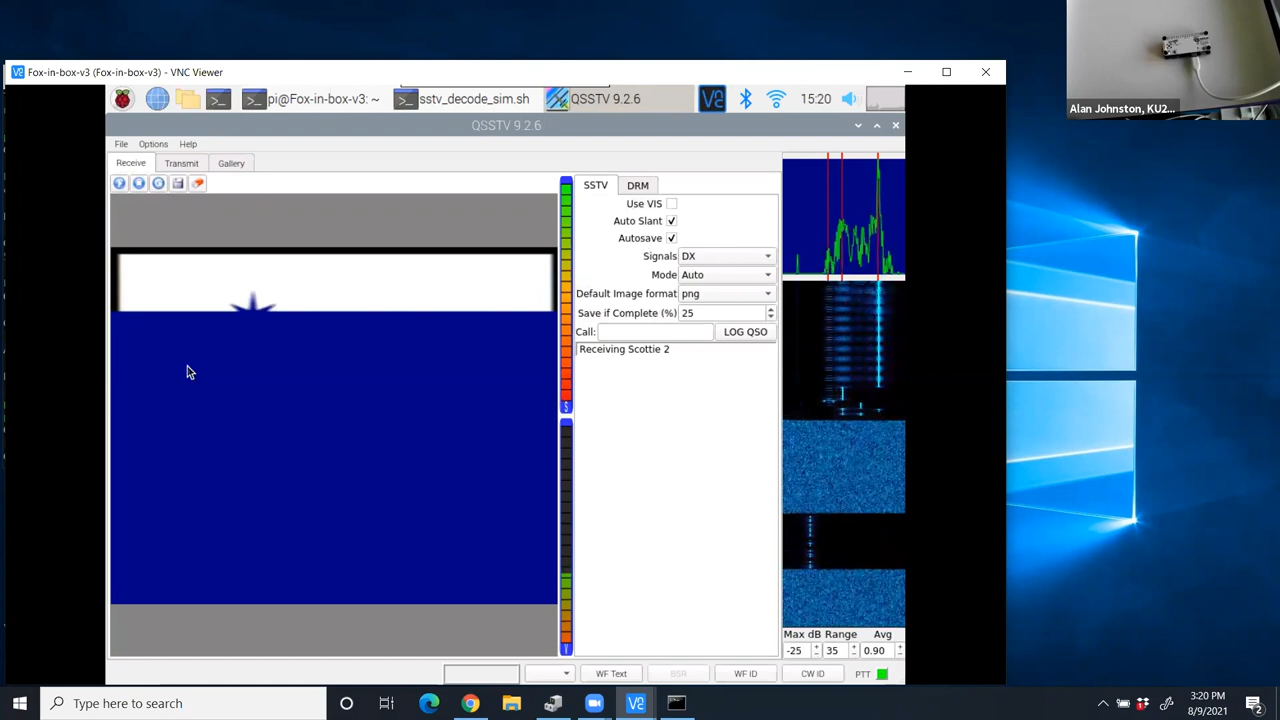 Fox-in-box-v3 (Fox-in-box-v3) - VNC Viewer
Alan Johnston, KU2...
pi@Fox-in-box-v3: ~
sstv_decode_sim.sh
QSSTV 9.2.6
15:20
QSSTV 9.2.6
File Options Help
Receive Transmit Gallery
SSTV DRM
Use VIS
Auto Slant
Autosave
Signals DX
Mode Auto
Default Image format png
Save if Complete (%) 25
Call: LOG QSO
Receiving Scottie 2
S
V
Max dB Range Avg
-25 35 0.90
WF Text BSR WF ID CW ID PTT
Type here to search
3:20 PM
8/9/2021
2